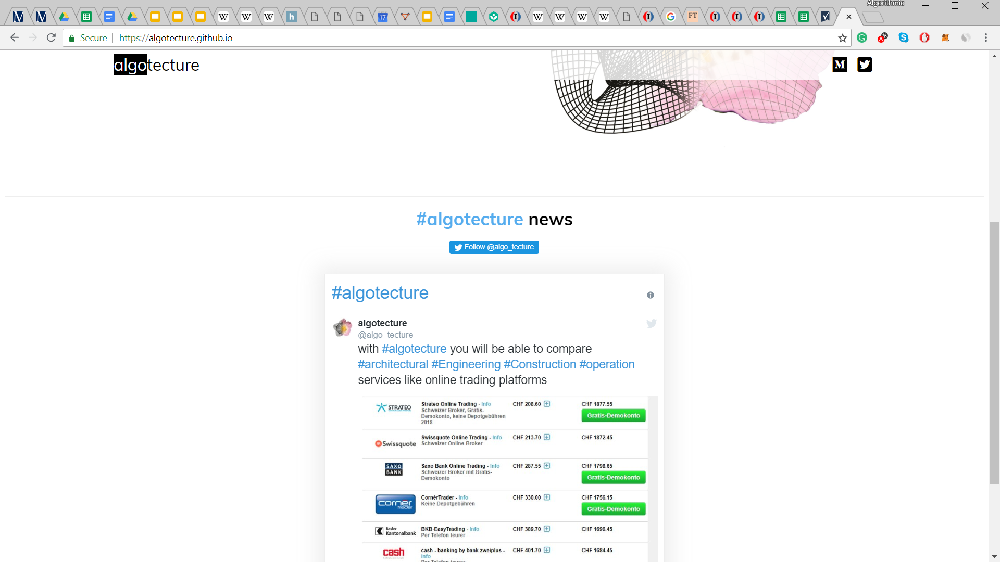 Algorithmic
17
FT
Secure
https://algotecture.github.io
algotecture
#algotecture news
Follow @algo_tecture
#algotecture
algotecture
@algo_tecture
with #algotecture you will be able to compare
#architectural #Engineering #Construction #operation
services like online trading platforms
STRATEO
Strateo Online Trading - Info
CHF 208.60
CHF 1877.55
Schweizer Broker, Gratis-
Demokonto, keine Depotgebühren
2018
Gratis-Demokonto
Swissquote
Swissquote Online Trading - Info
CHF 213.70
CHF 1872.45
Schweizer Online-Broker
SAXO
BANK
Saxo Bank Online Trading - Info
CHF 287.55
CHF 1798.65
Schweizer Broker mit Gratis-
Demokonto
Gratis-Demokonto
corner
trader
CornèrTrader - Info
CHF 330.00
CHF 1756.15
Keine Depotgebühren
Gratis-Demokonto
Basler
Kantonalbank
BKB-EasyTrading - Info
CHF 389.70
CHF 1696.45
Per Telefon teurer
cash
cash - banking by bank zweiplus -
Info
CHF 401.70
CHF 1684.45
Per Telefon teurer